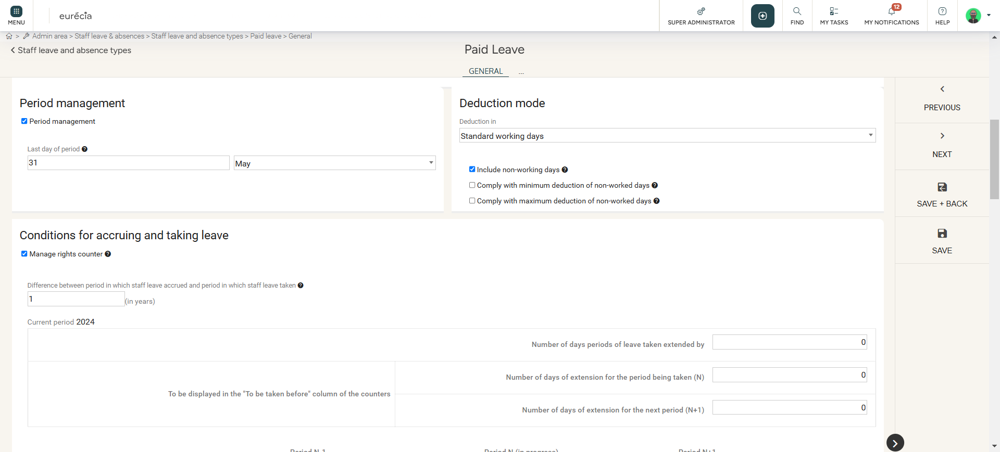 MENU
eurécia
SUPER ADMINISTRATOR
FIND
MY TASKS
12
MY NOTIFICATIONS
HELP
> Admin area > Staff leave & absences > Staff leave and absence types > Paid leave > General
Staff leave and absence types
Paid Leave
GENERAL
...
Period management
Period management
Last day of period
31
May
Deduction mode
Deduction in
Standard working days
Include non-working days
Comply with minimum deduction of non-worked days
Comply with maximum deduction of non-worked days
PREVIOUS
NEXT
SAVE + BACK
SAVE
Conditions for accruing and taking leave
Manage rights counter
Difference between period in which staff leave accrued and period in which staff leave taken
1
(in years)
Current period 2024
Number of days periods of leave taken extended by
0
To be displayed in the "To be taken before" column of the counters
Number of days of extension for the period being taken (N)
0
Number of days of extension for the next period (N+1)
0
Period N-1
Period N (in progress)
Period N+1